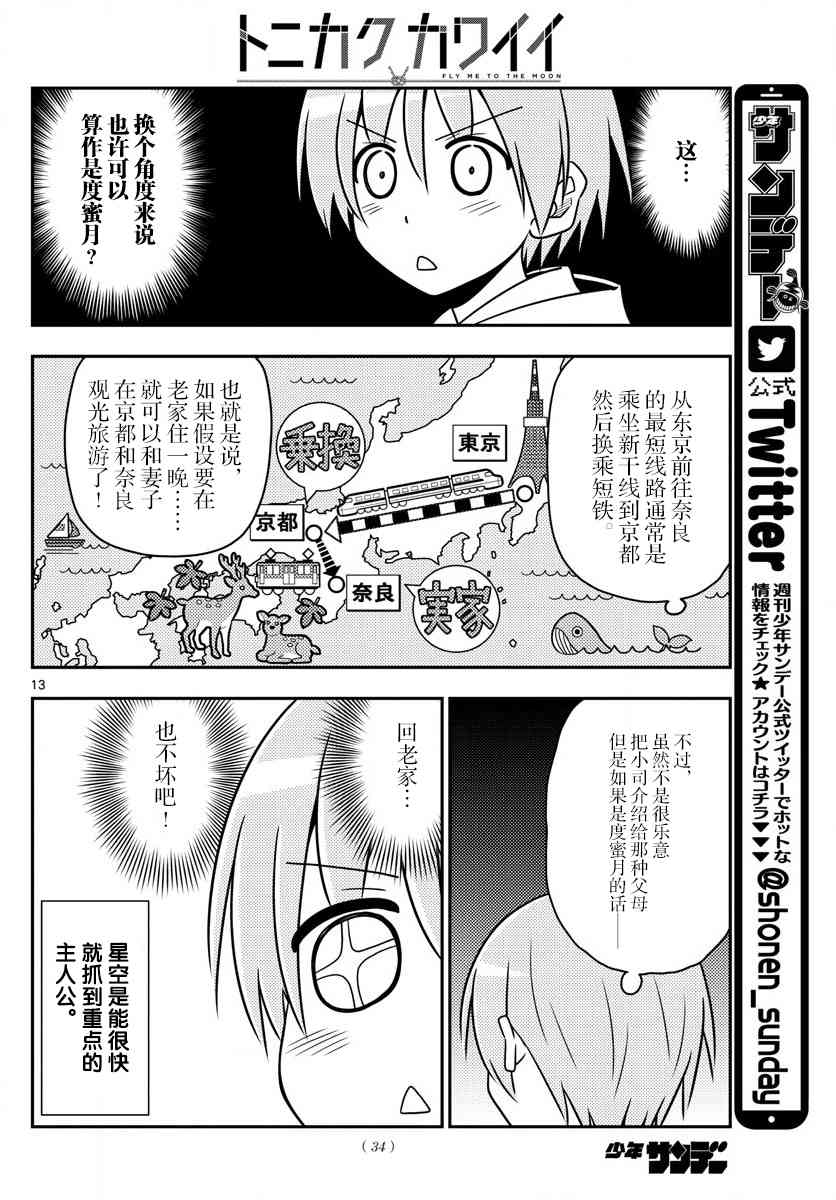 トニカクカワイイ
FLY ME TO THE MOON
这…
换个角度来说
也许可以
算作是度蜜月？
从东京前往奈良
的最短线路通常是
乘坐新干线到京都
然后换乘短铁。
東京
乗換
京都
奈良
実家
也就是说，
如果假设要在
老家住一晚……
就可以和妻子
在京都和奈良
观光旅游了！
13
不过，
虽然不是很乐意
把小司介绍给那种父母
但是如果是度蜜月的话——
回老家…
也不坏吧！
星空是能很快
就抓到重点的
主人公。
(34)
少年サンデー
少年サンデー
公式Twitter
週刊少年サンデー公式ツイッターでホットな
情報をチェック★アカウントはコチラ▼▼▼
@shonen_sunday